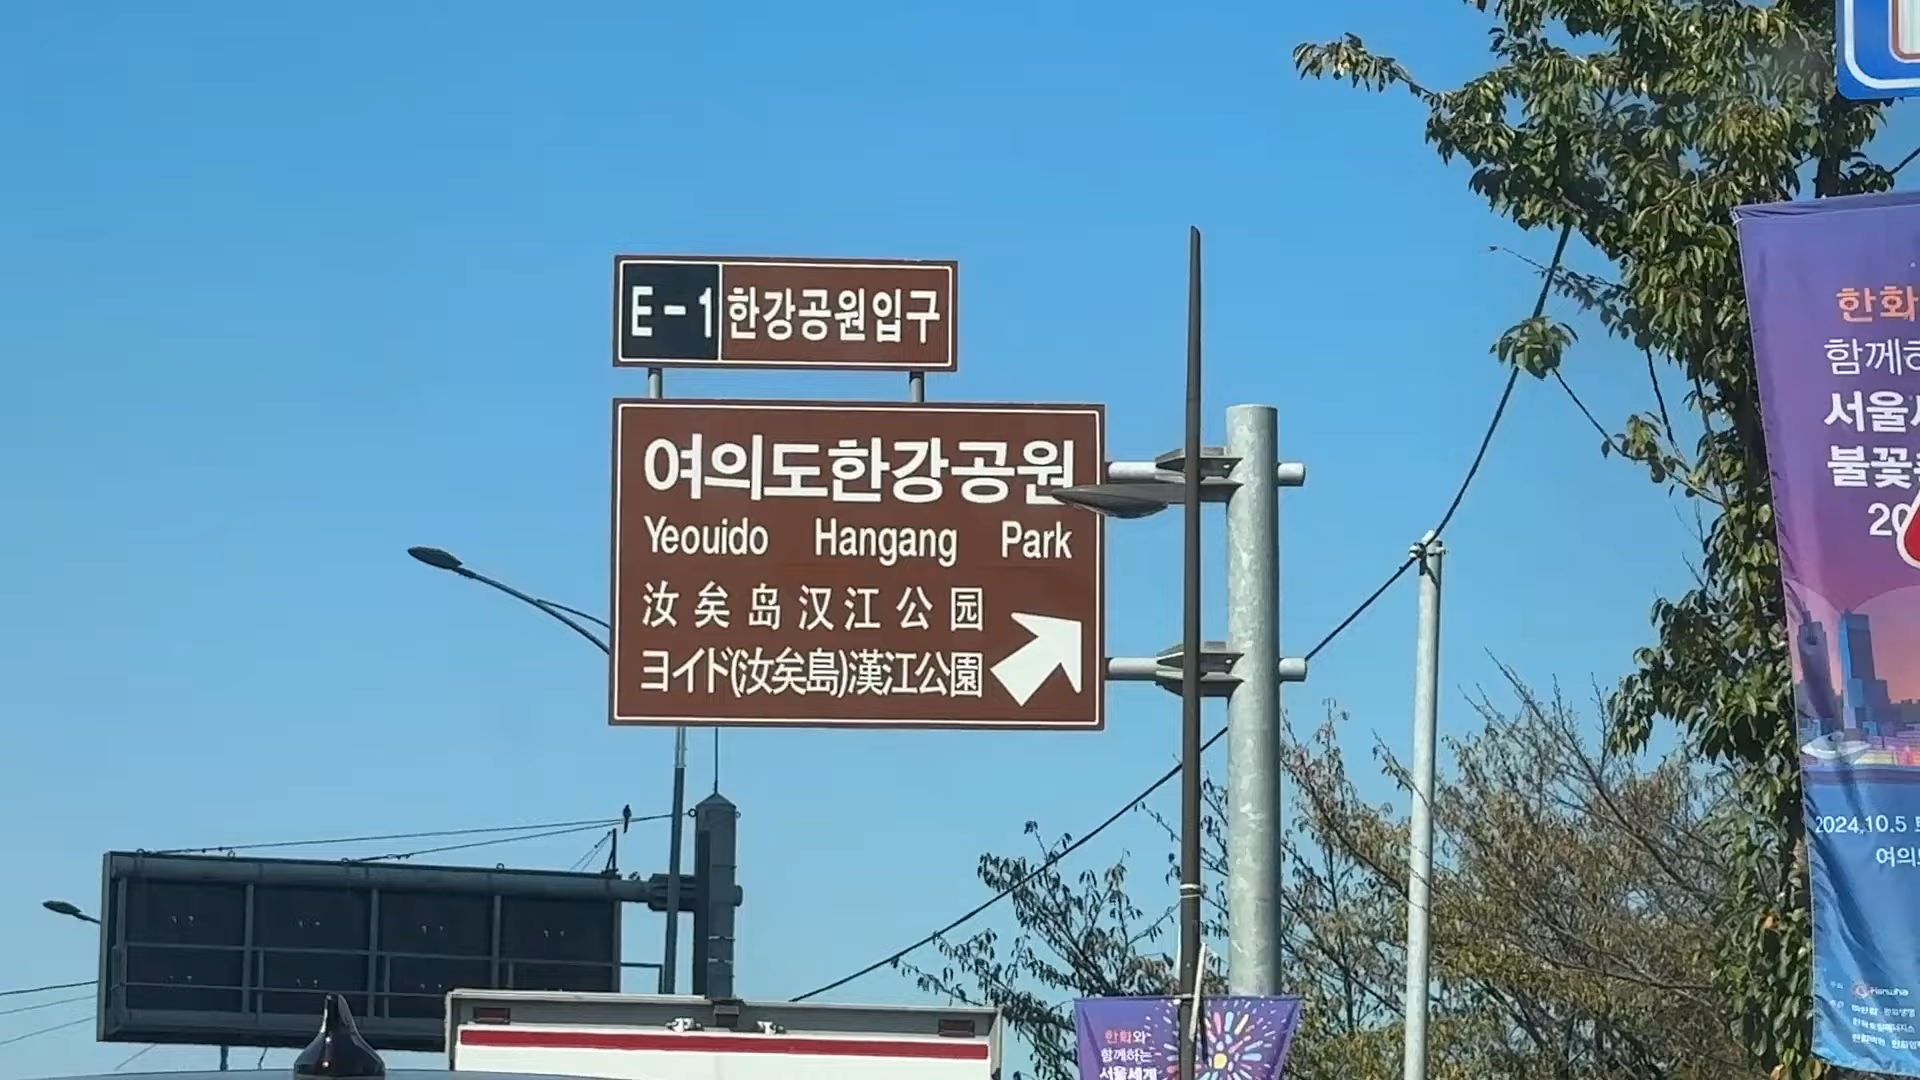 E-1 한강공원입구
여의도한강공원
Yeouido Hangang Park
汝矣岛汉江公园
ヨイド(汝矣島)漢江公園
한화
함께하
서울세
불꽃
20
2024.10.5
여의
Hanwha
한화와
함께하는
서울세계